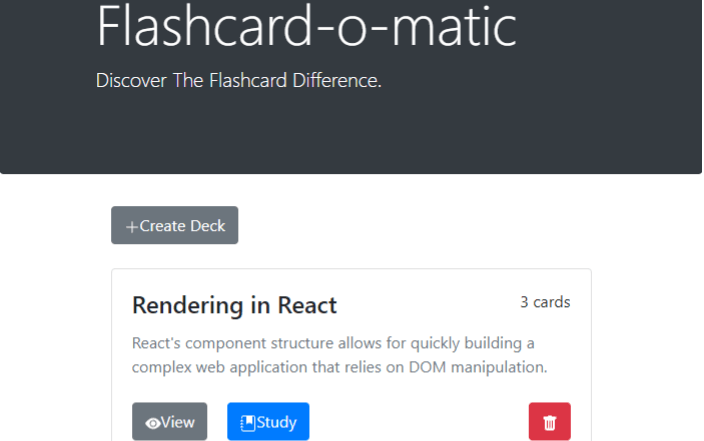 Flashcard-o-matic
Discover The Flashcard Difference.
+Create Deck
Rendering in React
3 cards
React's component structure allows for quickly building a
complex web application that relies on DOM manipulation.
View
Study